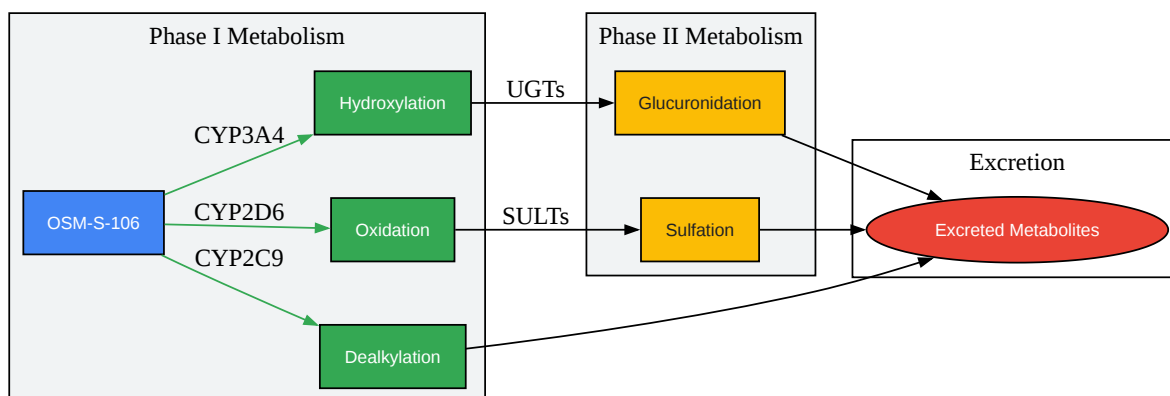 Phase I Metabolism
Phase II Metabolism
Hydroxylation
UGTs
Glucuronidation
CYP3A4
Excretion
OSM-S-106
CYP2D6
Oxidation
SULTs
Sulfation
Excreted Metabolites
CYP2C9
Dealkylation